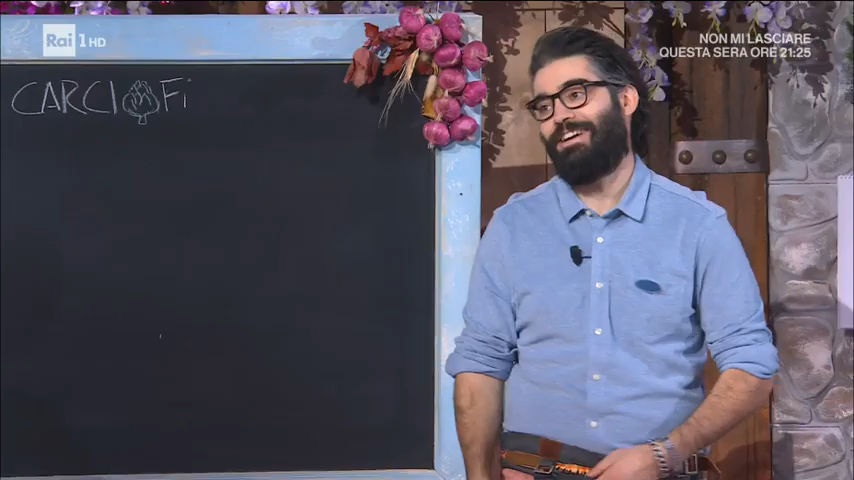 Rai 1 HD
NON MI LASCIARE
QUESTA SERA ORE 21:25
CARCIOFi